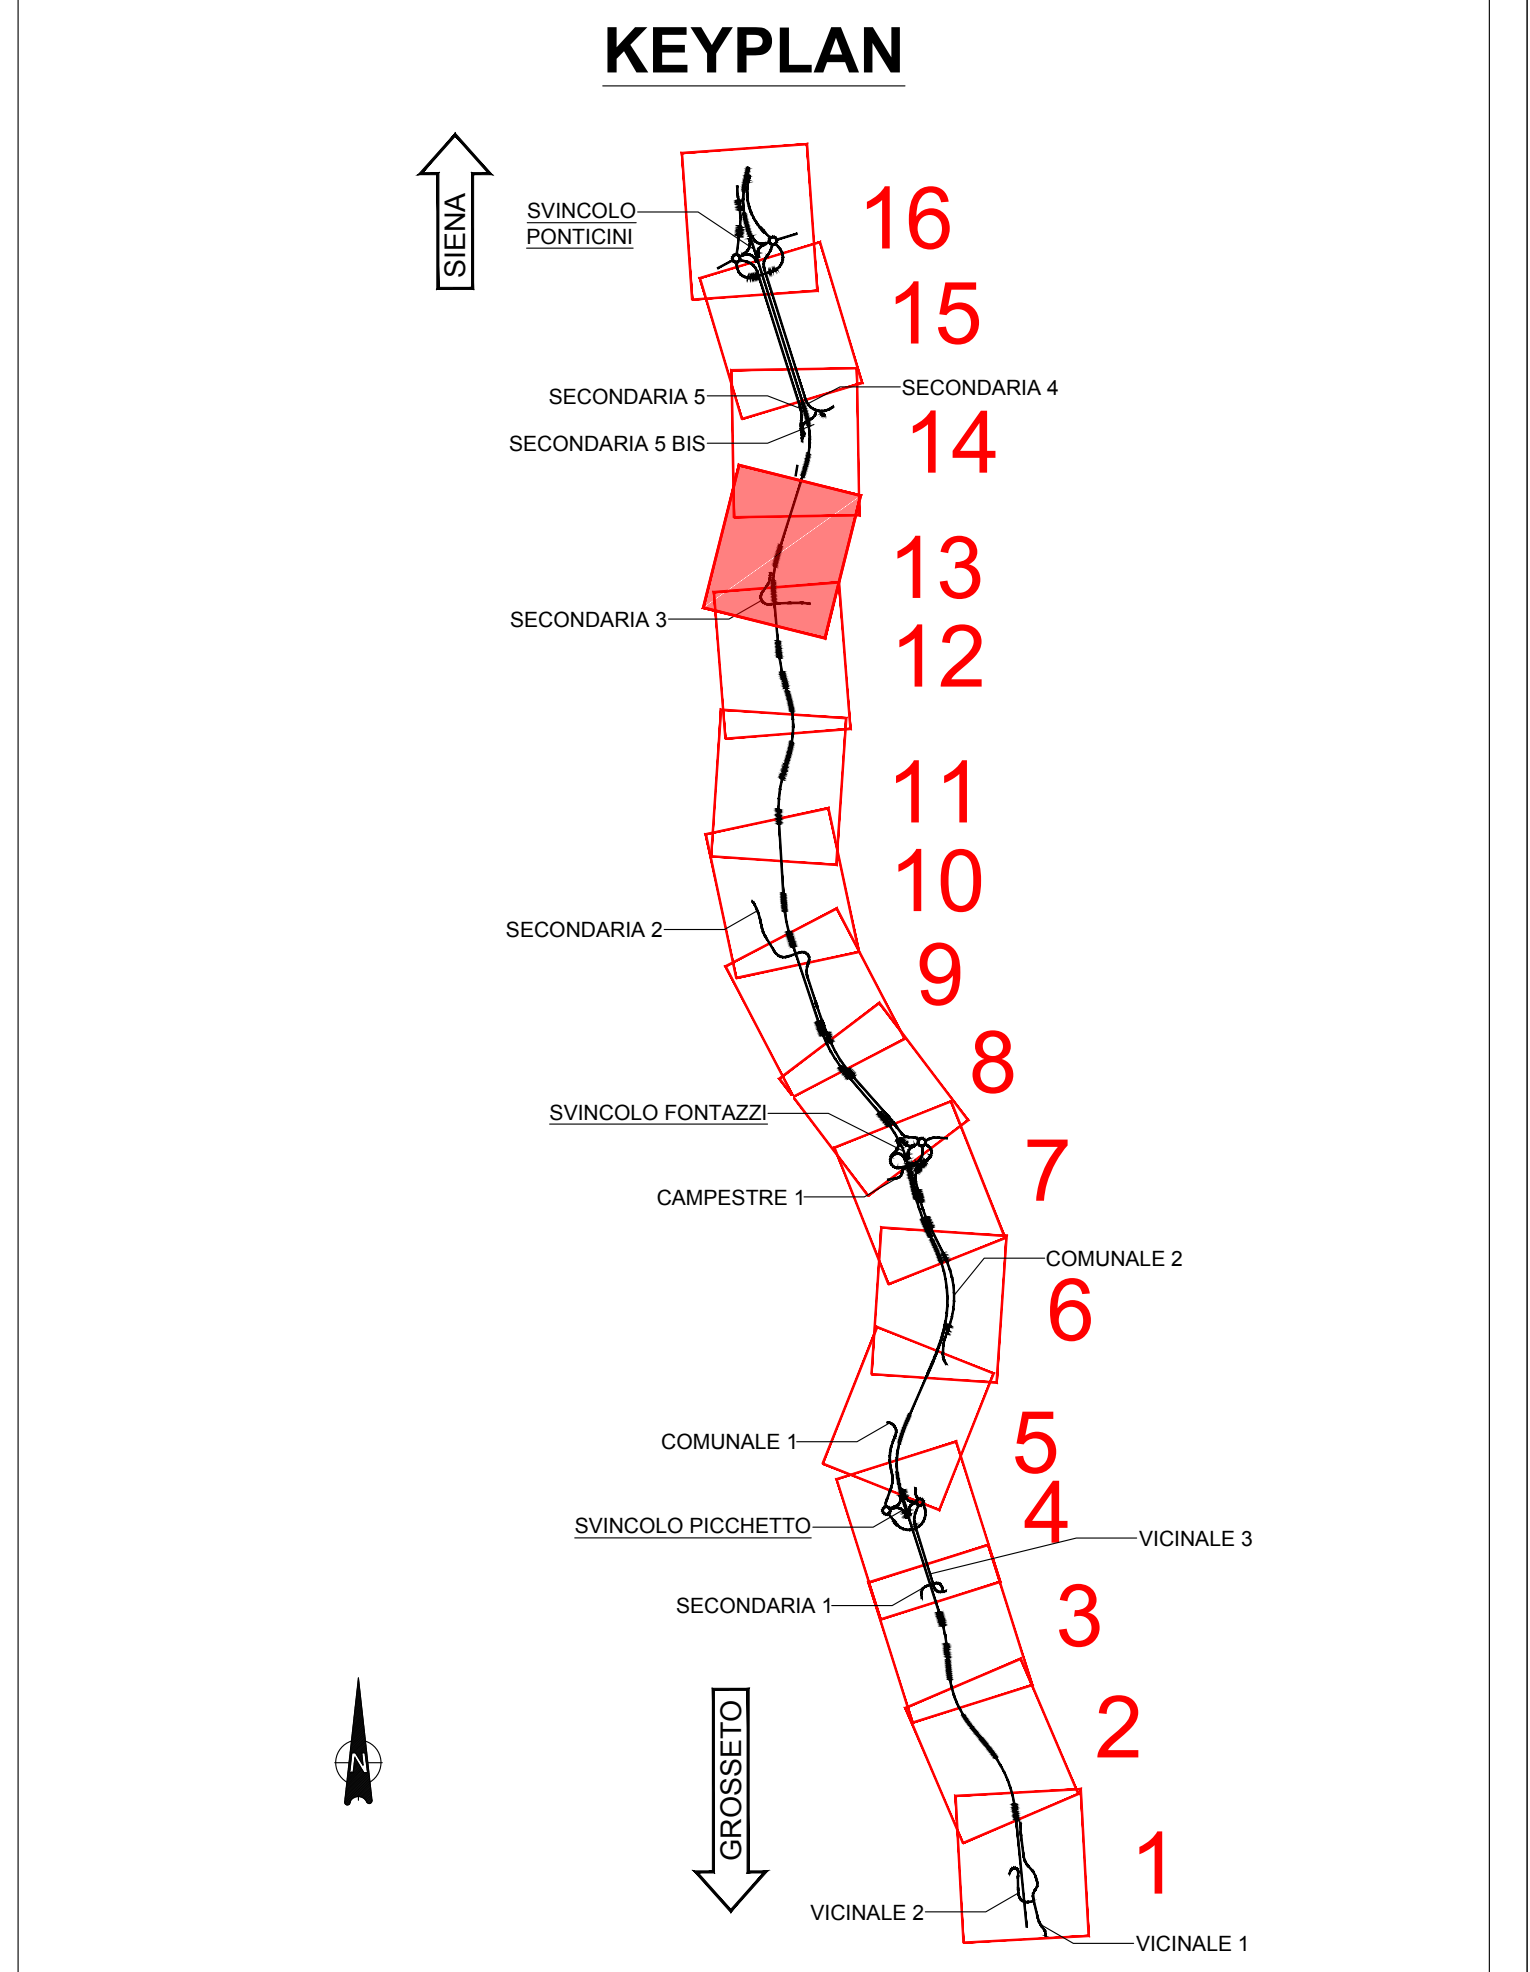 KEYPLAN
SIENA
SVINCOLO
PONTICINI
16
15
SECONDARIA 5
SECONDARIA 4
SECONDARIA 5 BIS
14
13
SECONDARIA 3
12
11
10
SECONDARIA 2
9
8
SVINCOLO FONTAZZI
7
CAMPESTRE 1
COMUNALE 2
6
COMUNALE 1
5
4
SVINCOLO PICCHETTO
VICINALE 3
SECONDARIA 1
3
2
N
GROSSETO
1
VICINALE 2
VICINALE 1